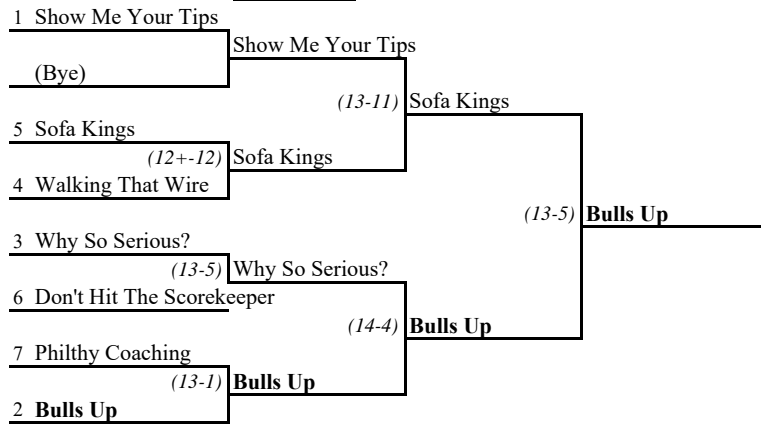 1 Show Me Your Tips
Show Me Your Tips
(Bye)
(13-11) Sofa Kings
5 Sofa Kings
(12+-12) Sofa Kings
4 Walking That Wire
(13-5) Bulls Up
3 Why So Serious?
(13-5) Why So Serious?
6 Don't Hit The Scorekeeper
(14-4) Bulls Up
7 Philthy Coaching
(13-1) Bulls Up
2 Bulls Up